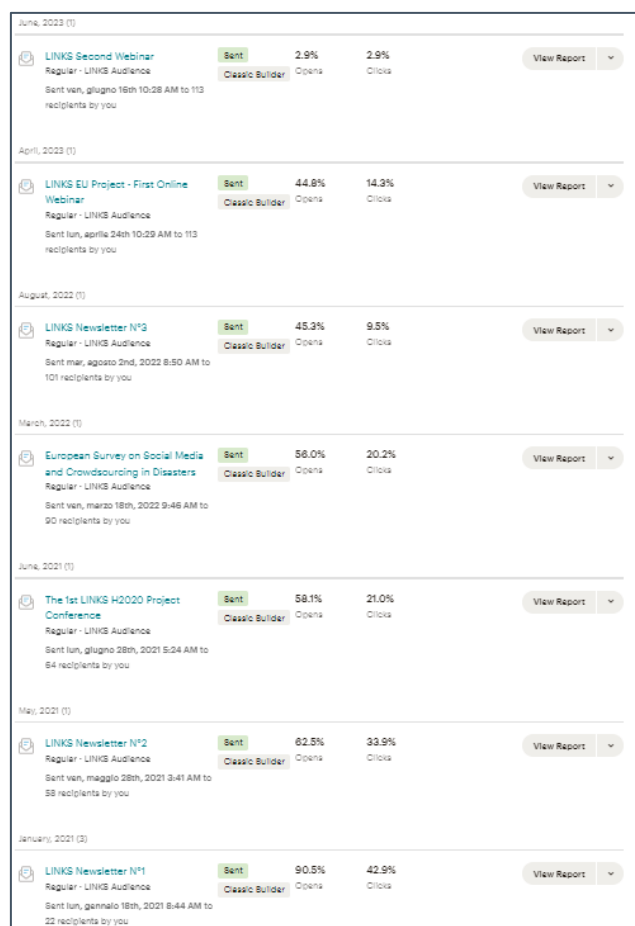 June, 2023 (1)
LINKS Second Webinar Sent 2.9% 2.9% View Report
Regular · LINKS Audience Classic Builder Opens Clicks
Sent ven, giugno 16th 10:28 AM to 113
recipients by you
April, 2023 (1)
LINKS EU Project - First Online Sent 44.8% 14.3% View Report
Webinar Classic Builder Opens Clicks
Regular · LINKS Audience
Sent lun, aprile 24th 10:29 AM to 113
recipients by you
August, 2022 (1)
LINKS Newsletter N°3 Sent 45.3% 9.5% View Report
Regular · LINKS Audience Classic Builder Opens Clicks
Sent mar, agosto 2nd, 2022 8:50 AM to
101 recipients by you
March, 2022 (1)
European Survey on Social Media Sent 56.0% 20.2% View Report
and Crowdsourcing in Disasters Classic Builder Opens Clicks
Regular · LINKS Audience
Sent ven, marzo 18th, 2022 9:46 AM to
90 recipients by you
June, 2021 (1)
The 1st LINKS H2020 Project Sent 58.1% 21.0% View Report
Conference Classic Builder Opens Clicks
Regular · LINKS Audience
Sent lun, giugno 28th, 2021 5:24 AM to
64 recipients by you
May, 2021 (1)
LINKS Newsletter N°2 Sent 62.5% 33.9% View Report
Regular · LINKS Audience Classic Builder Opens Clicks
Sent ven, maggio 28th, 2021 3:41 AM to
58 recipients by you
January, 2021 (3)
LINKS Newsletter N°1 Sent 90.5% 42.9% View Report
Regular · LINKS Audience Classic Builder Opens Clicks
Sent lun, gennaio 18th, 2021 8:44 AM to
22 recipients by you